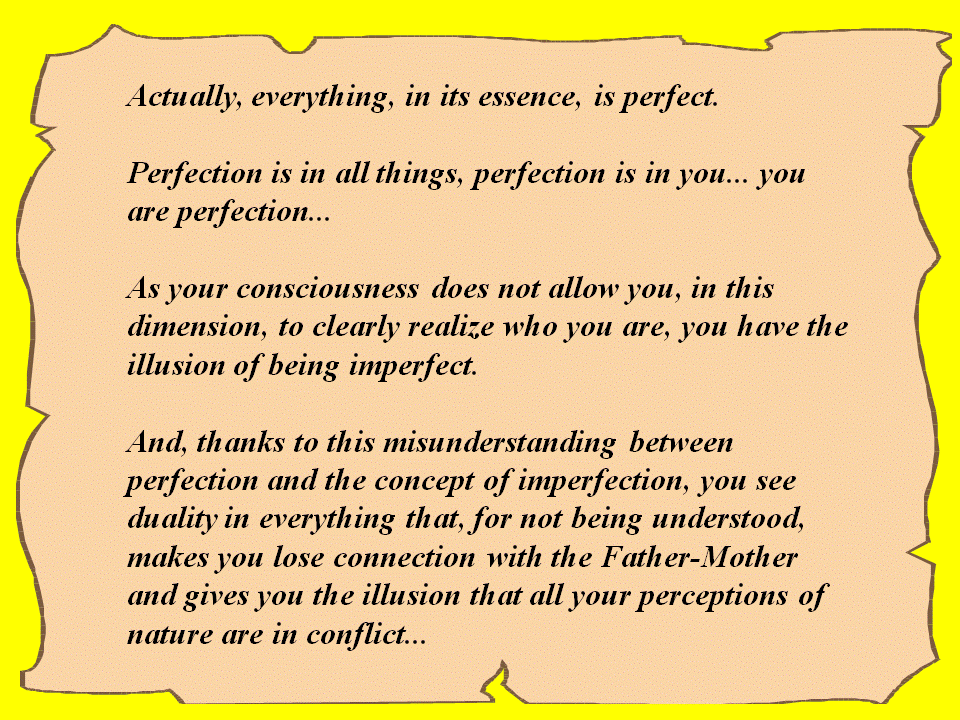 Actually, everything, in its essence, is perfect.
Perfection is in all things, perfection is in you... you
are perfection...
As your consciousness does not allow you, in this
dimension, to clearly realize who you are, you have the
illusion of being imperfect.
And, thanks to this misunderstanding between
perfection and the concept of imperfection, you see
duality in everything that, for not being understood,
makes you lose connection with the Father-Mother
and gives you the illusion that all your perceptions of
nature are in conflict...